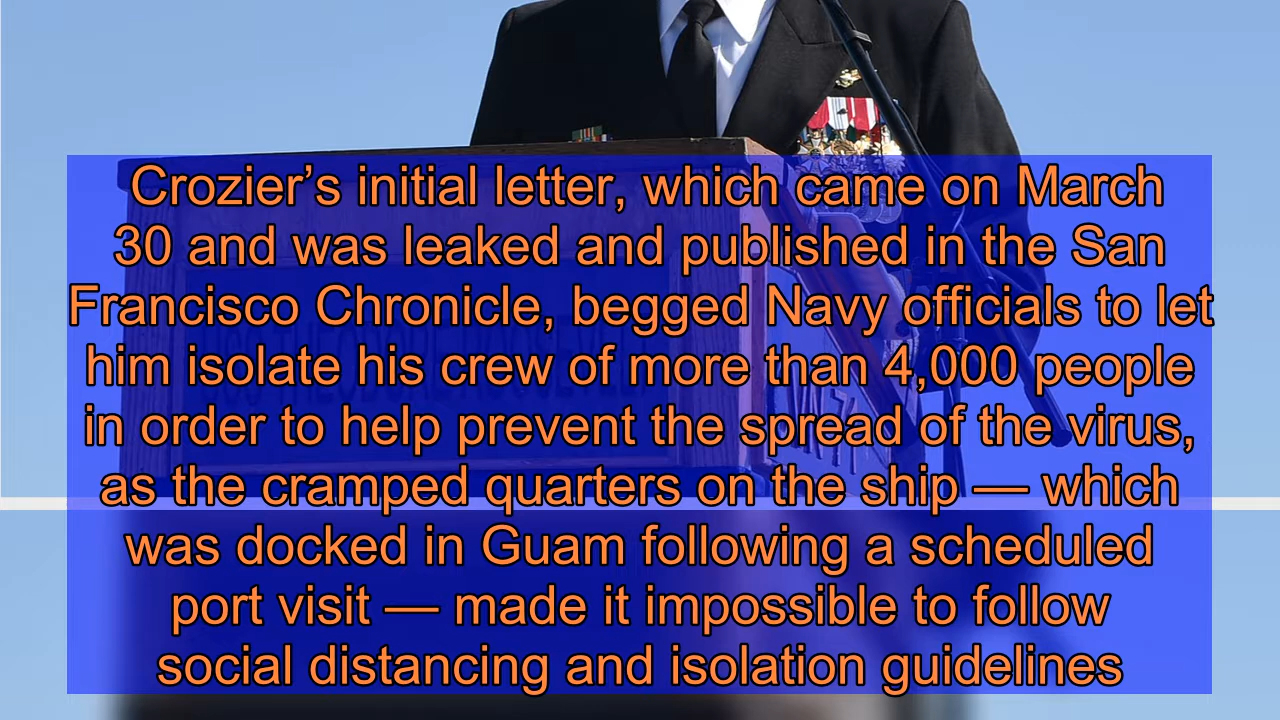 Crozier’s initial letter, which came on March
30 and was leaked and published in the San
Francisco Chronicle, begged Navy officials to let
him isolate his crew of more than 4,000 people
in order to help prevent the spread of the virus,
as the cramped quarters on the ship — which
was docked in Guam following a scheduled
port visit — made it impossible to follow
social distancing and isolation guidelines